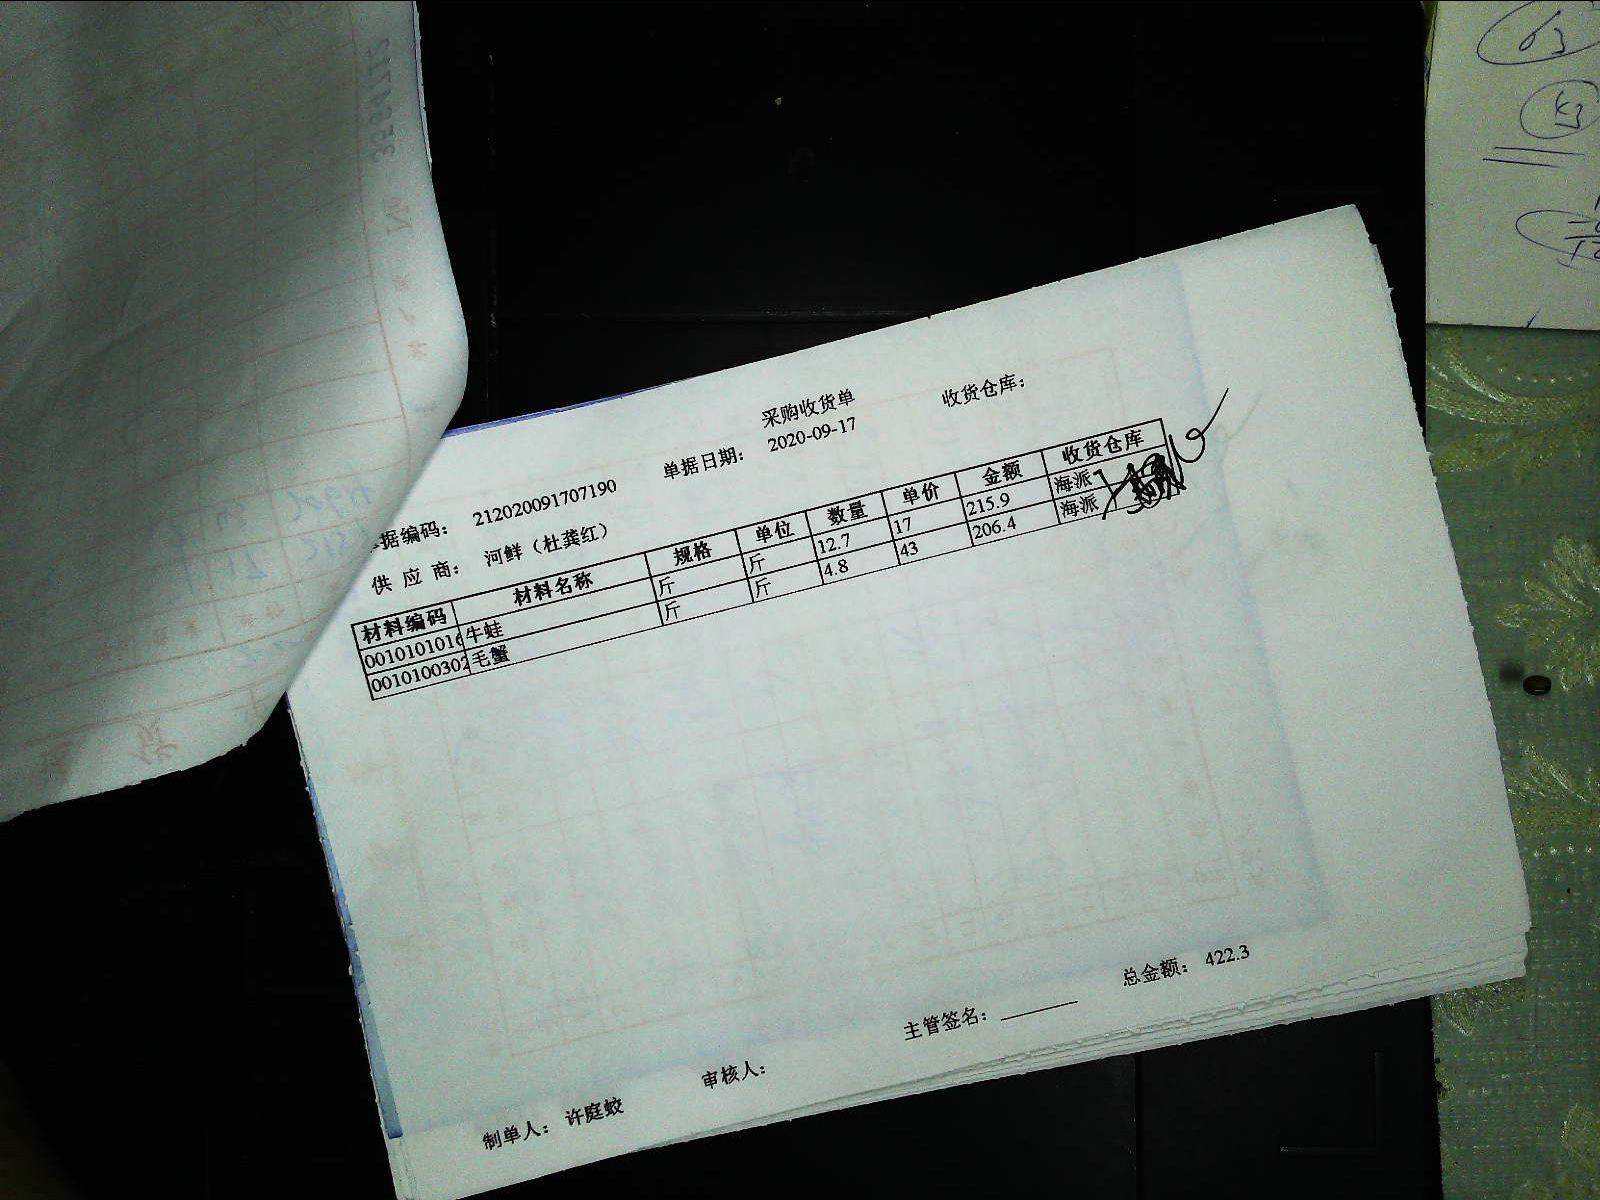 采购收货单
收货仓库：
单据日期： 2020-09-17
据编码： 212020091707190
供 应 商： 河鲜（杜龚红）
材料编码 材料名称 规格 单位 数量 单价 金额 收货仓库
0010101016 牛蛙 斤 斤 12.7 17 215.9 海派
0010100302 毛蟹 斤 斤 4.8 43 206.4 海派
总金额： 422.3
主管签名：
审核人：
制单人： 许庭蛟
63